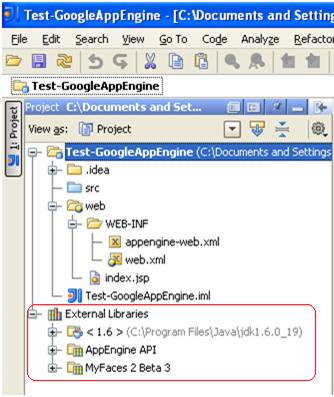 Test-GoogleAppEngine - [C:\Documents and Setting
File Edit Search View Go To Code Analyze Refactor
Test-GoogleAppEngine
1: Project
Project C:\Documents and Set...
View as: Project
Test-GoogleAppEngine (C:\Documents and Settings
.idea
src
web
WEB-INF
appengine-web.xml
web.xml
index.jsp
Test-GoogleAppEngine.iml
External Libraries
< 1.6 > (C:\Program Files\Java\jdk1.6.0_19)
AppEngine API
MyFaces 2 Beta 3